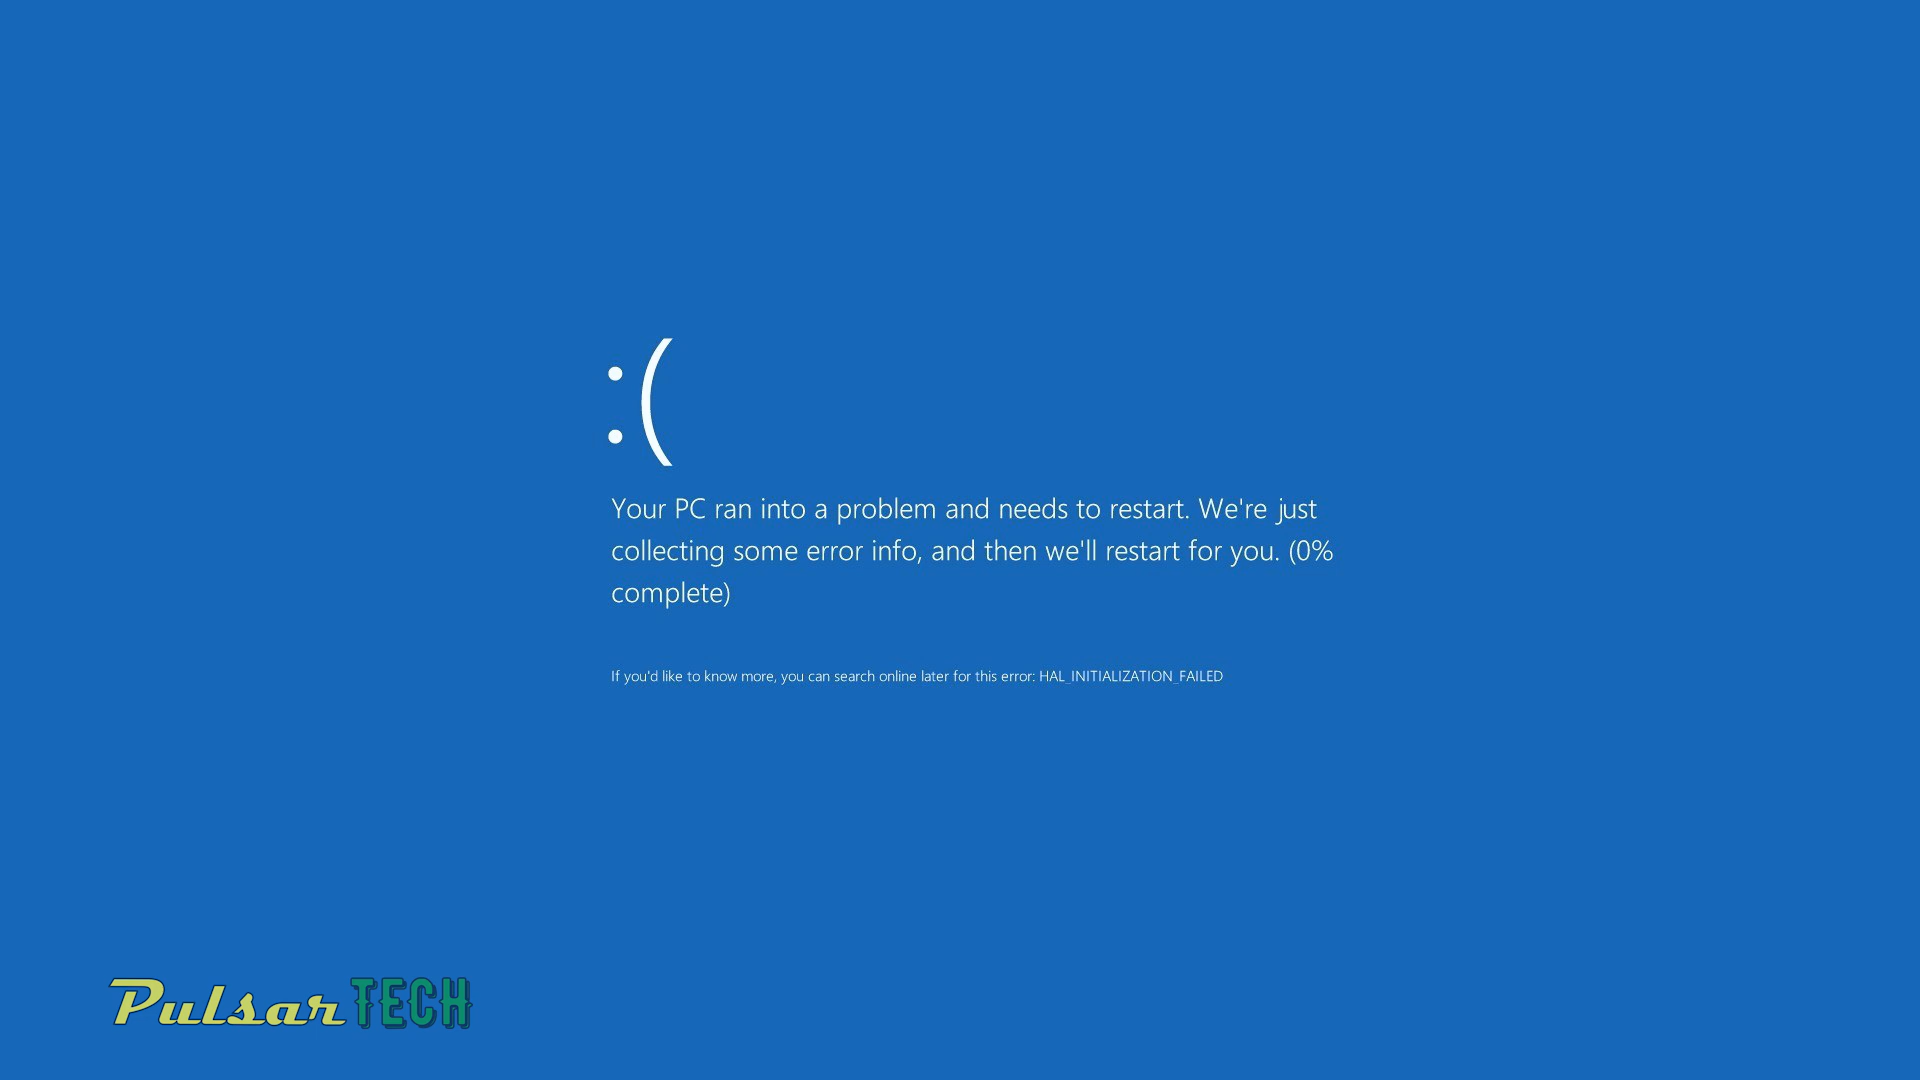 :(
Your PC ran into a problem and needs to restart. We're just
collecting some error info, and then we'll restart for you. (0%
complete)
If you'd like to know more, you can search online later for this error: HAL_INITIALIZATION_FAILED
Pulsar TECH